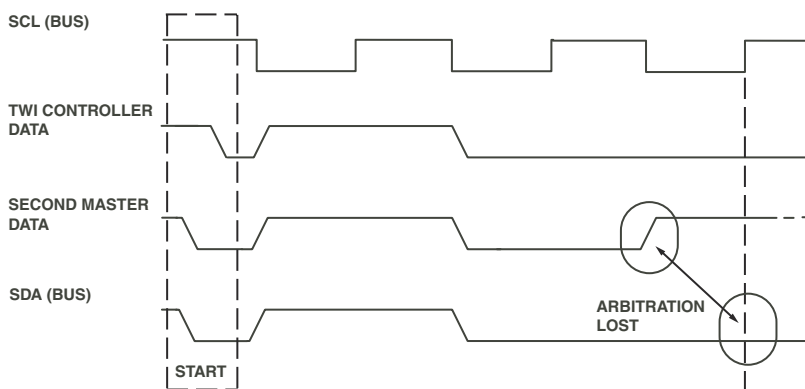 SCL (BUS)
TWI CONTROLLER
DATA
SECOND MASTER
DATA
SDA (BUS)
ARBITRATION
LOST
START